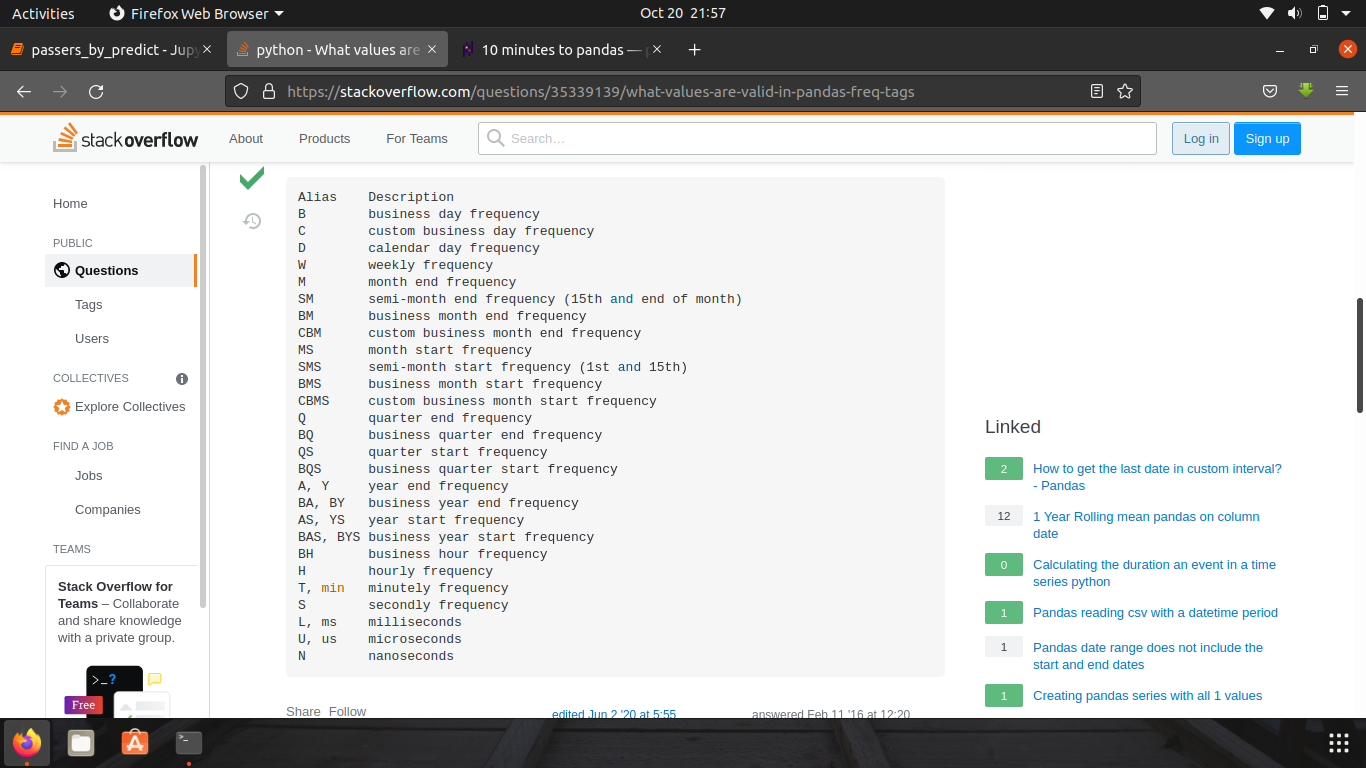 Activities
Firefox Web Browser
Oct 20 21:57
passers_by_predict - Jupy
python - What values are
10 minutes to pandas — p
https://stackoverflow.com/questions/35339139/what-values-are-valid-in-pandas-freq-tags
stackoverflow
About
Products
For Teams
Search…
Log in
Sign up
Home
PUBLIC
Questions
Tags
Users
COLLECTIVES
Explore Collectives
FIND A JOB
Jobs
Companies
TEAMS
Stack Overflow for
Teams – Collaborate
and share knowledge
with a private group.
>_?
Free
Alias Description
B business day frequency
C custom business day frequency
D calendar day frequency
W weekly frequency
M month end frequency
SM semi-month end frequency (15th and end of month)
BM business month end frequency
CBM custom business month end frequency
MS month start frequency
SMS semi-month start frequency (1st and 15th)
BMS business month start frequency
CBMS custom business month start frequency
Q quarter end frequency
BQ business quarter end frequency
QS quarter start frequency
BQS business quarter start frequency
A, Y year end frequency
BA, BY business year end frequency
AS, YS year start frequency
BAS, BYS business year start frequency
BH business hour frequency
H hourly frequency
T, min minutely frequency
S secondly frequency
L, ms milliseconds
U, us microseconds
N nanoseconds
Share Follow
edited Jun 2 '20 at 5:55
answered Feb 11 '16 at 12:20
Linked
2 How to get the last date in custom interval?
- Pandas
12 1 Year Rolling mean pandas on column
date
0 Calculating the duration an event in a time
series python
1 Pandas reading csv with a datetime period
1 Pandas date range does not include the
start and end dates
1 Creating pandas series with all 1 values